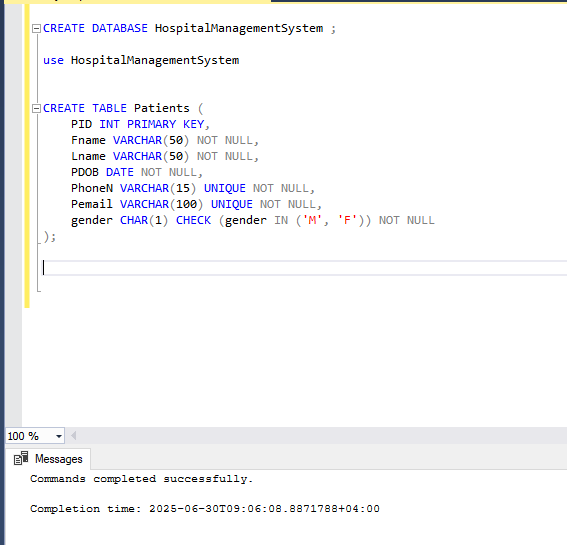 CREATE DATABASE HospitalManagementSystem ;
use HospitalManagementSystem
CREATE TABLE Patients (
PID INT PRIMARY KEY,
Fname VARCHAR(50) NOT NULL,
Lname VARCHAR(50) NOT NULL,
PDOB DATE NOT NULL,
PhoneN VARCHAR(15) UNIQUE NOT NULL,
Pemail VARCHAR(100) UNIQUE NOT NULL,
gender CHAR(1) CHECK (gender IN ('M', 'F')) NOT NULL
);
100 %
Messages
Commands completed successfully.
Completion time: 2025-06-30T09:06:08.8871788+04:00